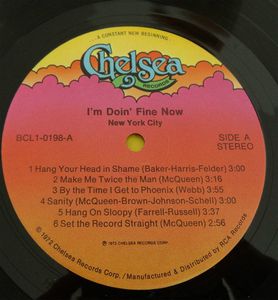 A CONSTANT NEW BEGINNING...
Chelsea
RECORDS
I'm Doin' Fine Now
New York City
BCL1-0198-A
SIDE A
STEREO
1 Hang Your Head in Shame (Baker-Harris-Felder) 3:00
2 Make Me Twice the Man (McQueen) 3:16
3 By the Time I Get to Phoenix (Webb) 3:55
4 Sanity (McQueen-Brown-Johnson-Schell) 3:00
5 Hang On Sloopy (Farrell-Russell) 3:37
6 Set the Record Straight (McQueen) 2:56
℗ 1973 CHELSEA RECORDS CORP.
© 1972 Chelsea Records Corp. / Manufactured & Distributed by RCA Records